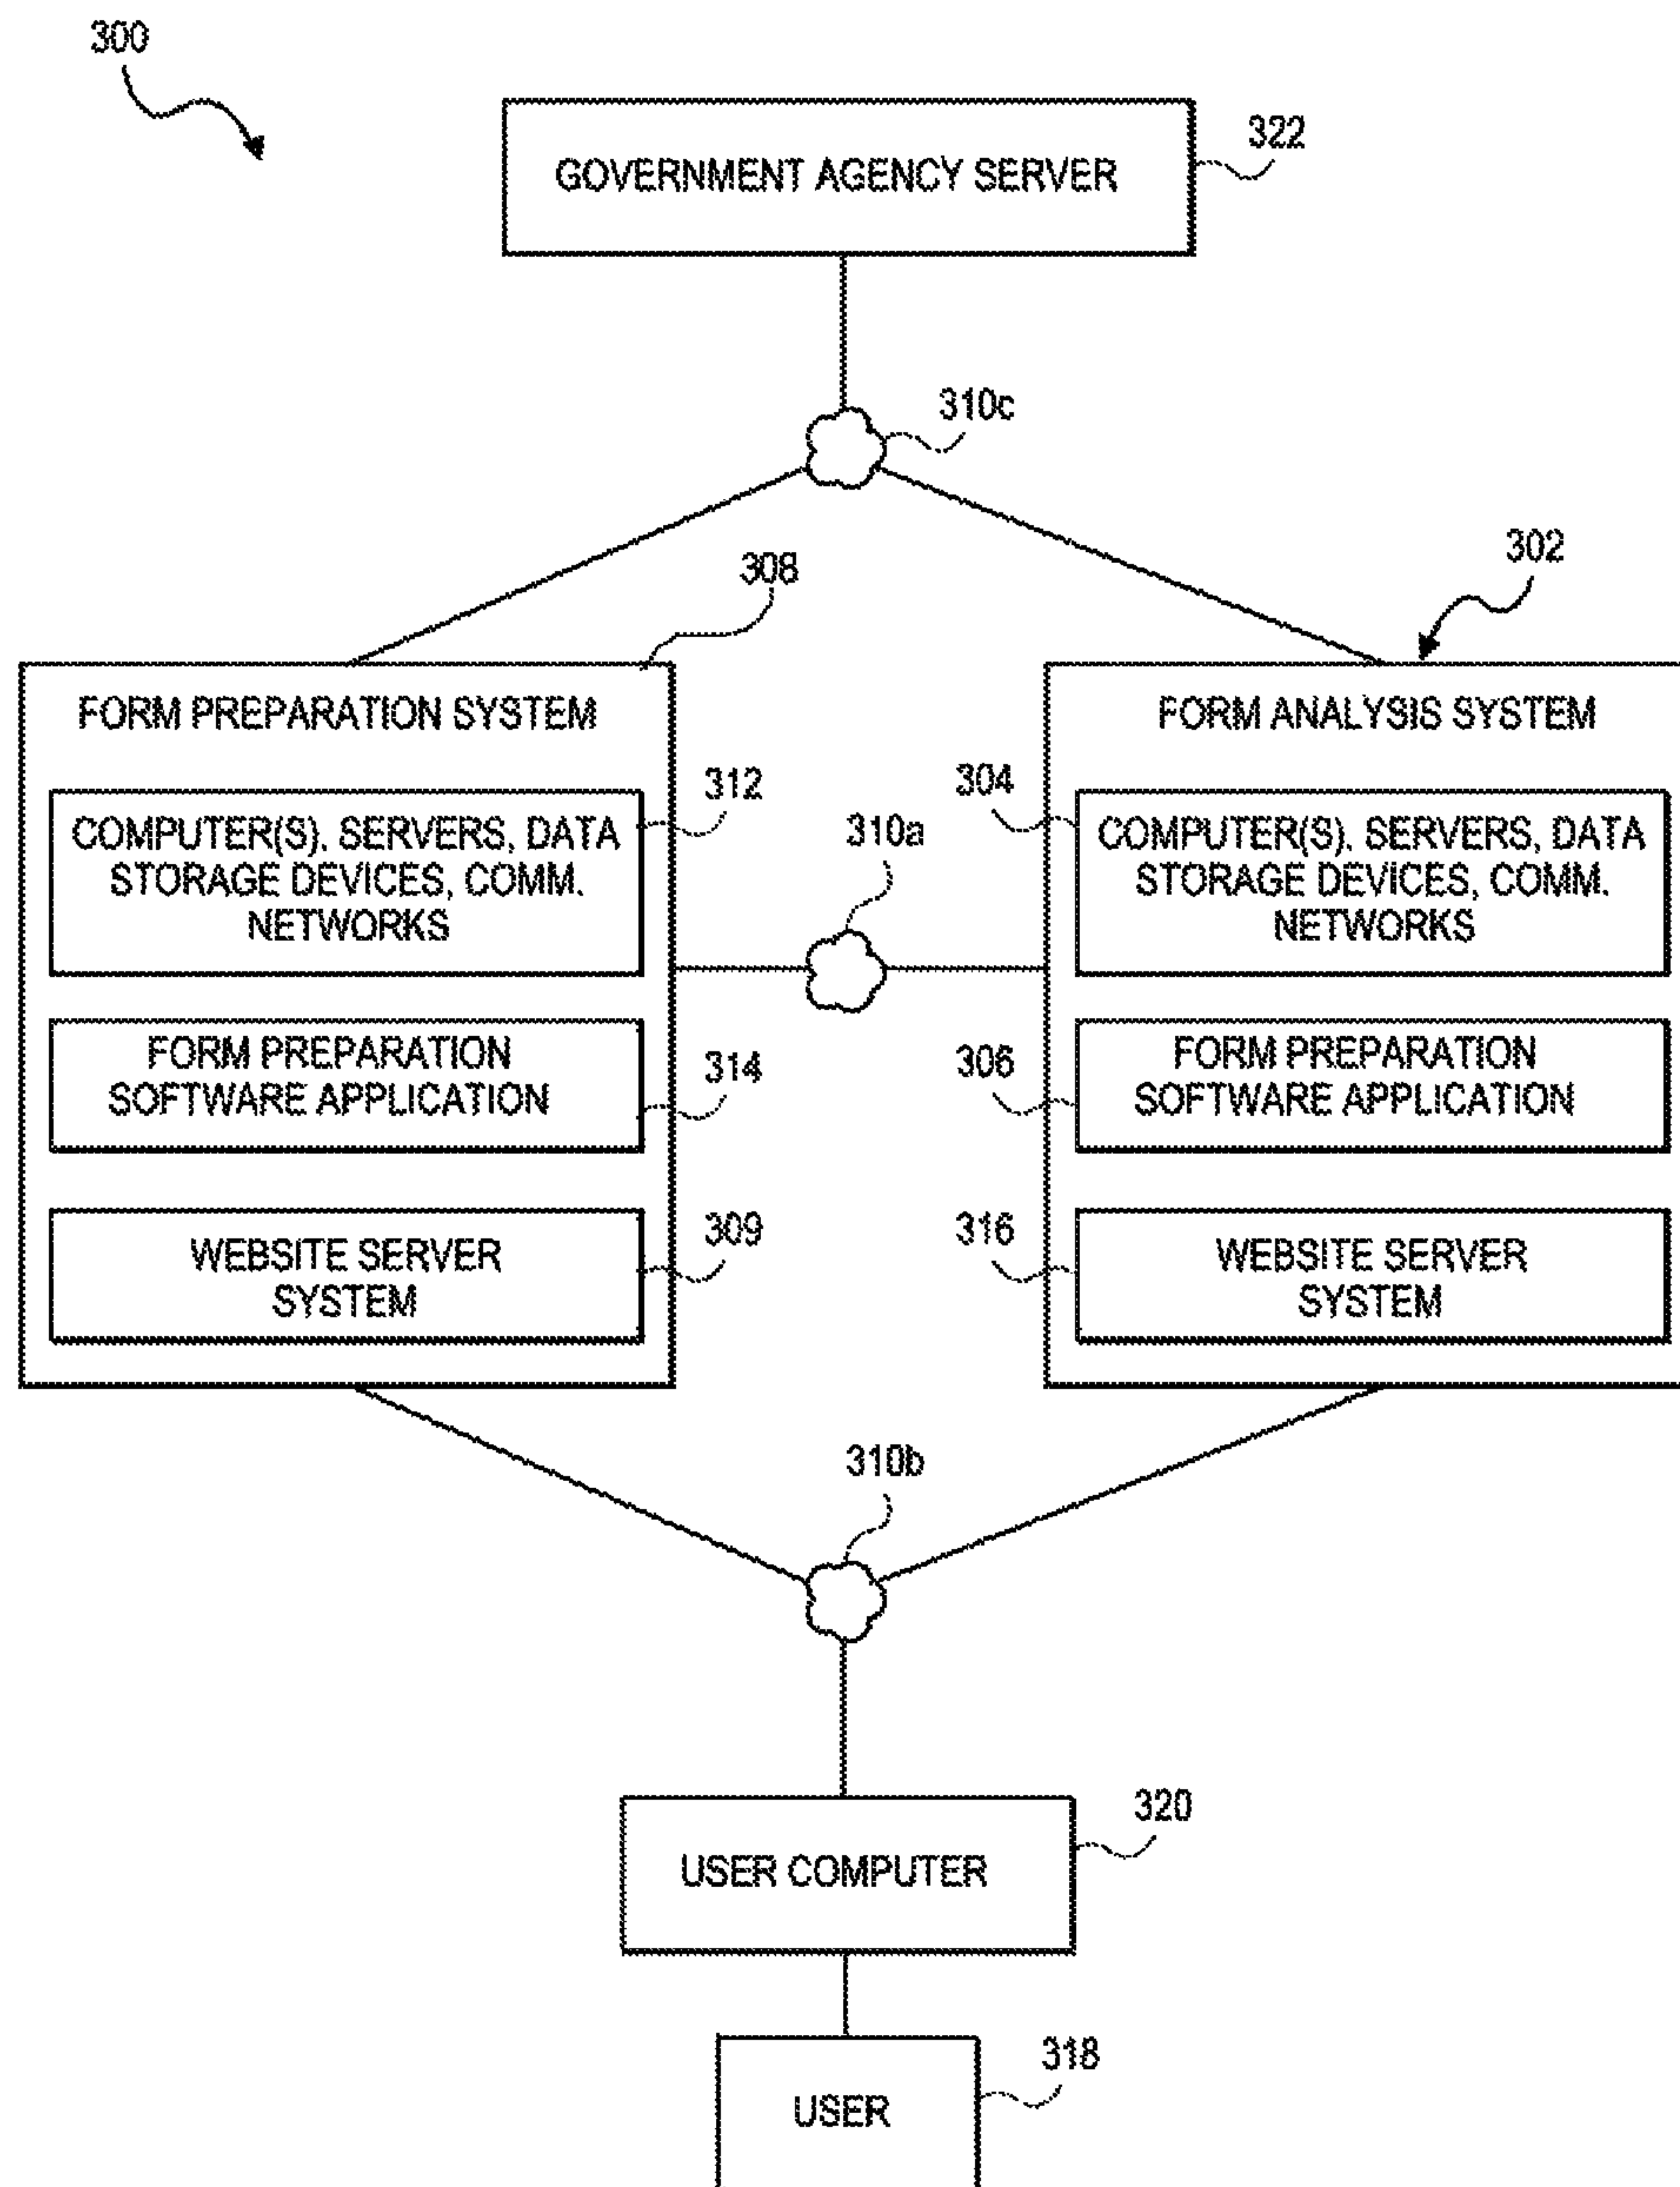 300
322
GOVERNMENT AGENCY SERVER
310c
302
308
FORM PREPARATION SYSTEM
312
COMPUTER(S), SERVERS, DATA
STORAGE DEVICES, COMM.
NETWORKS
FORM PREPARATION
SOFTWARE APPLICATION
314
309
WEBSITE SERVER
SYSTEM
310a
FORM ANALYSIS SYSTEM
304
COMPUTER(S), SERVERS, DATA
STORAGE DEVICES, COMM.
NETWORKS
306
FORM PREPARATION
SOFTWARE APPLICATION
316
WEBSITE SERVER
SYSTEM
310b
320
USER COMPUTER
318
USER